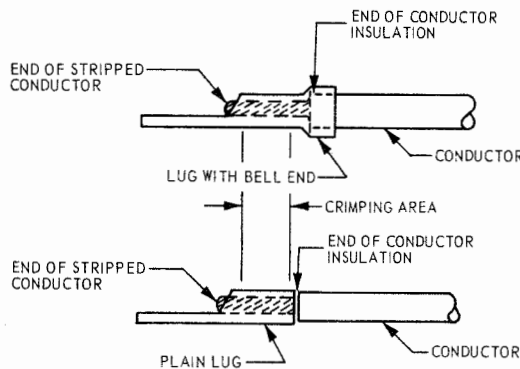 END OF CONDUCTOR
INSULATION
END OF STRIPPED
CONDUCTOR
CONDUCTOR
LUG WITH BELL END
CRIMPING AREA
END OF CONDUCTOR
INSULATION
END OF STRIPPED
CONDUCTOR
CONDUCTOR
PLAIN LUG